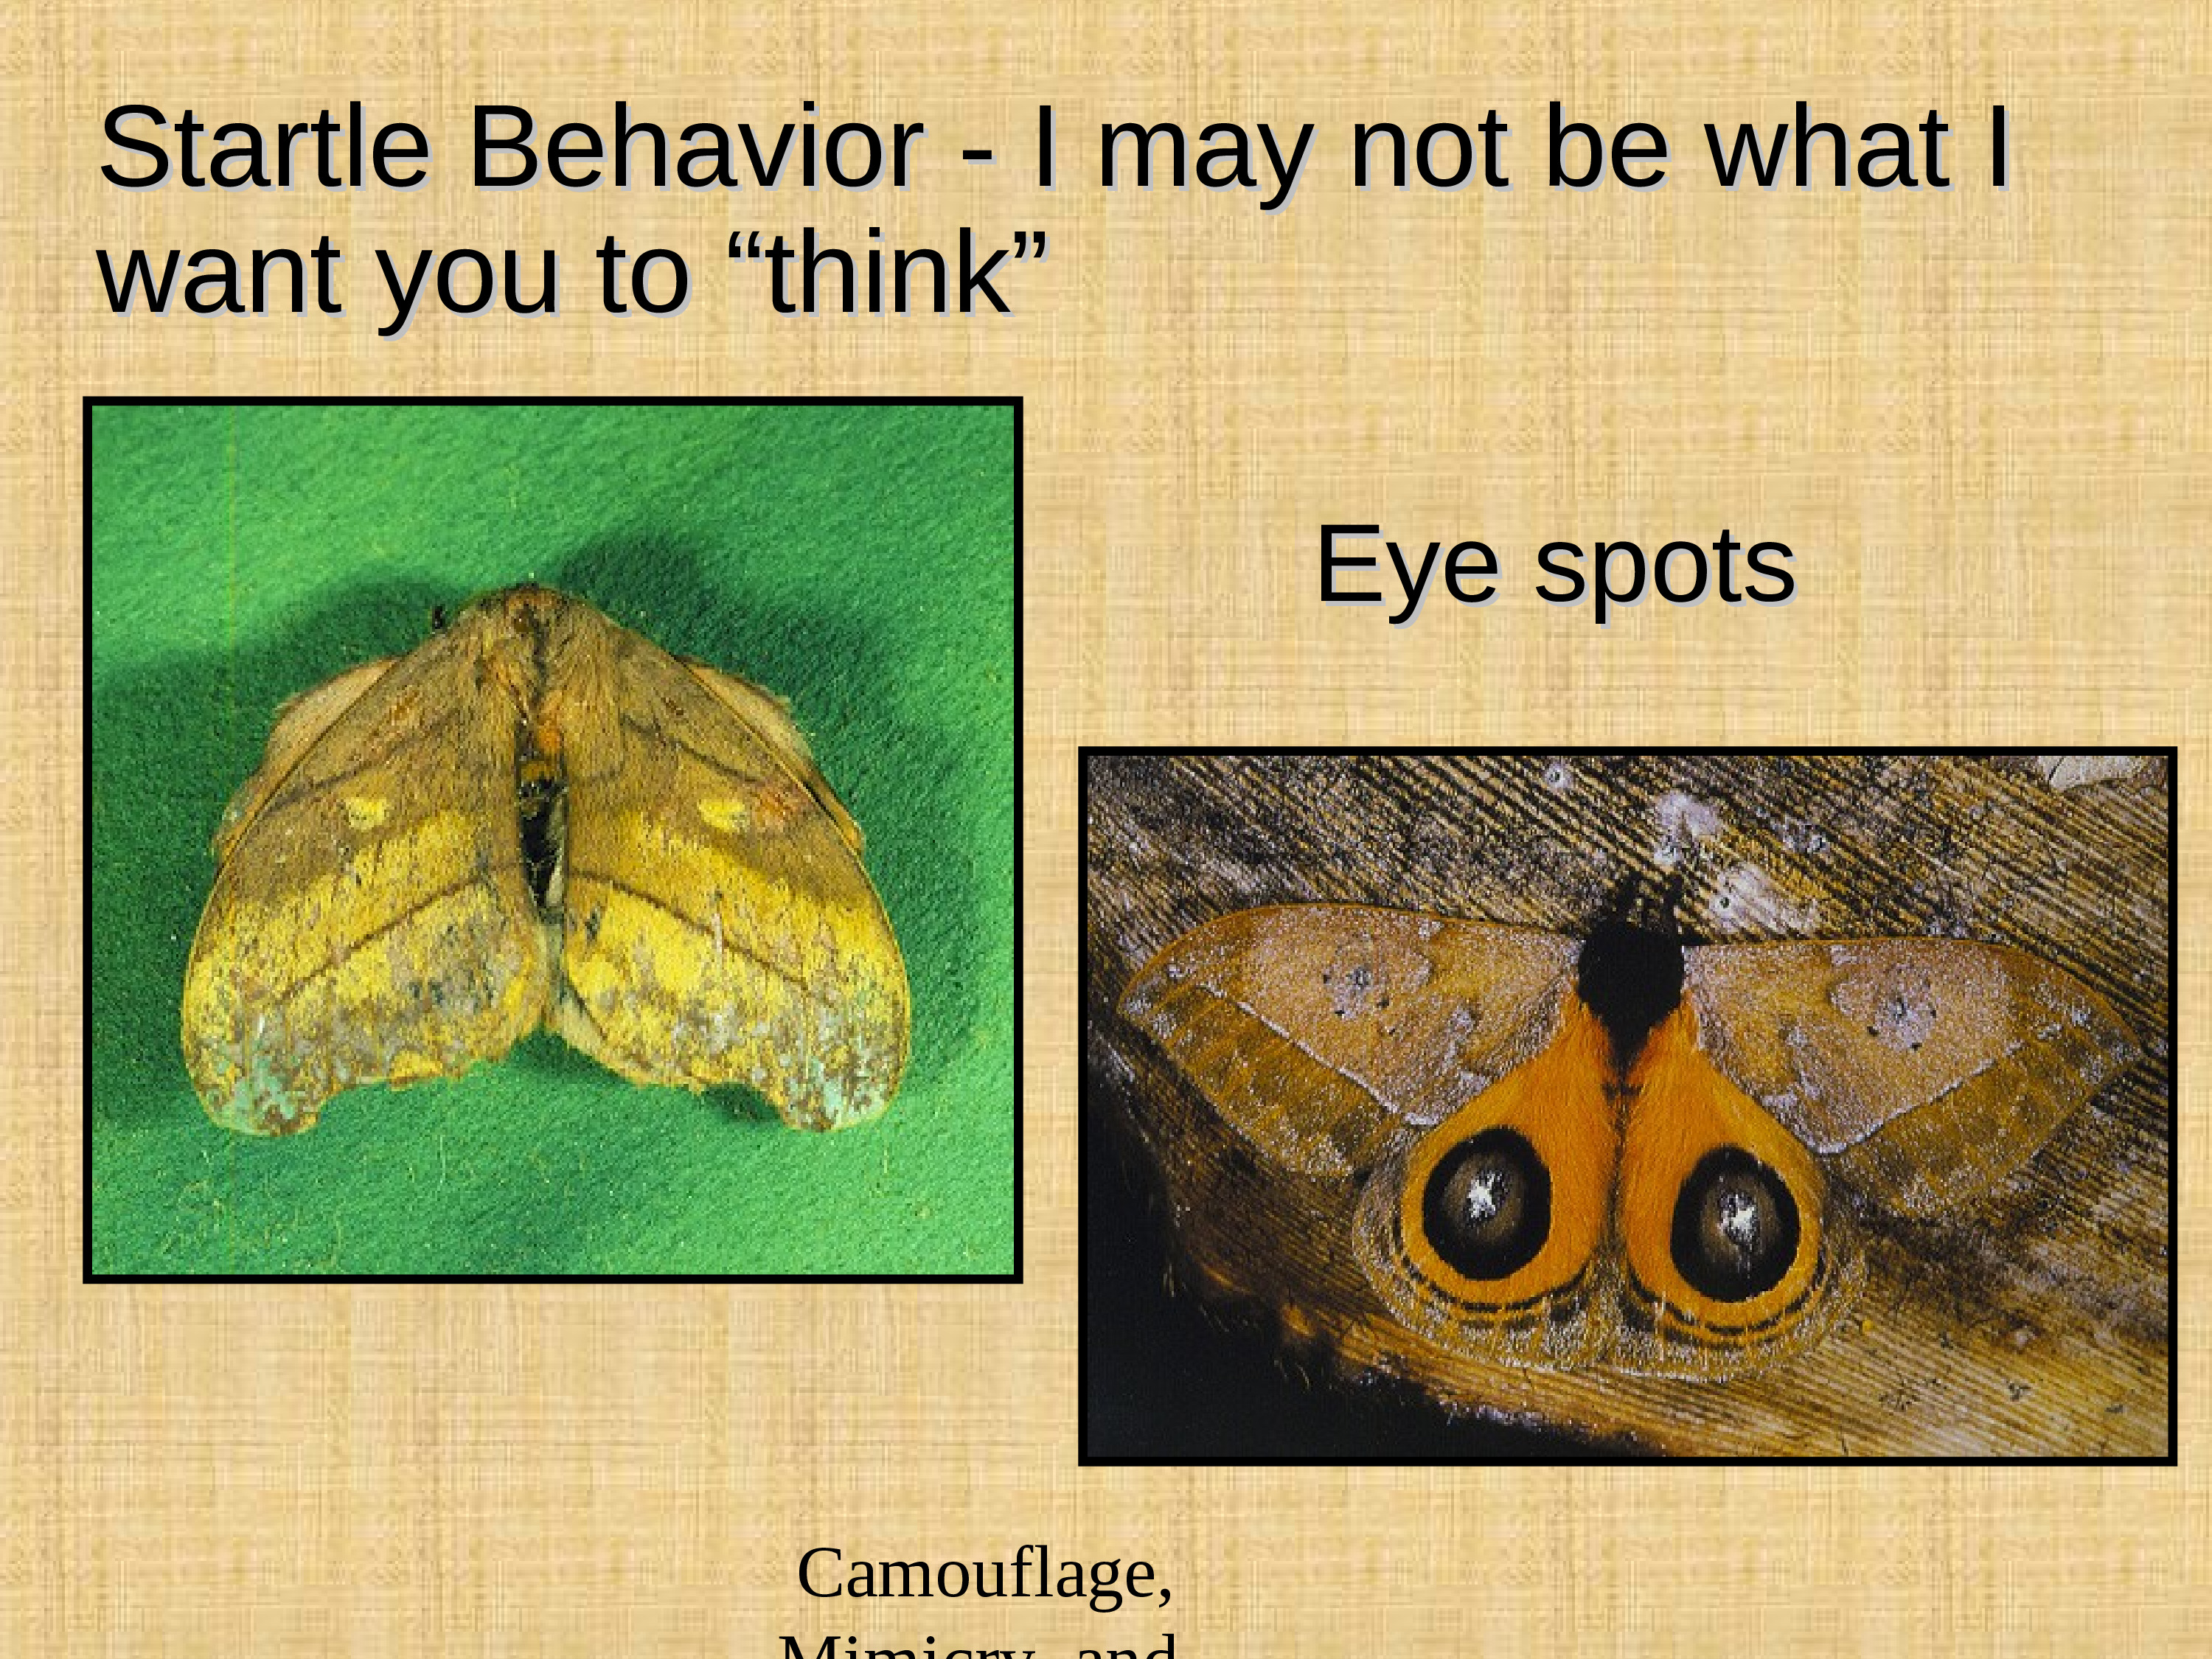 Startle Behavior - I may not be what I
want you to “think”
Eye spots
Camouflage,
Mimicry, and